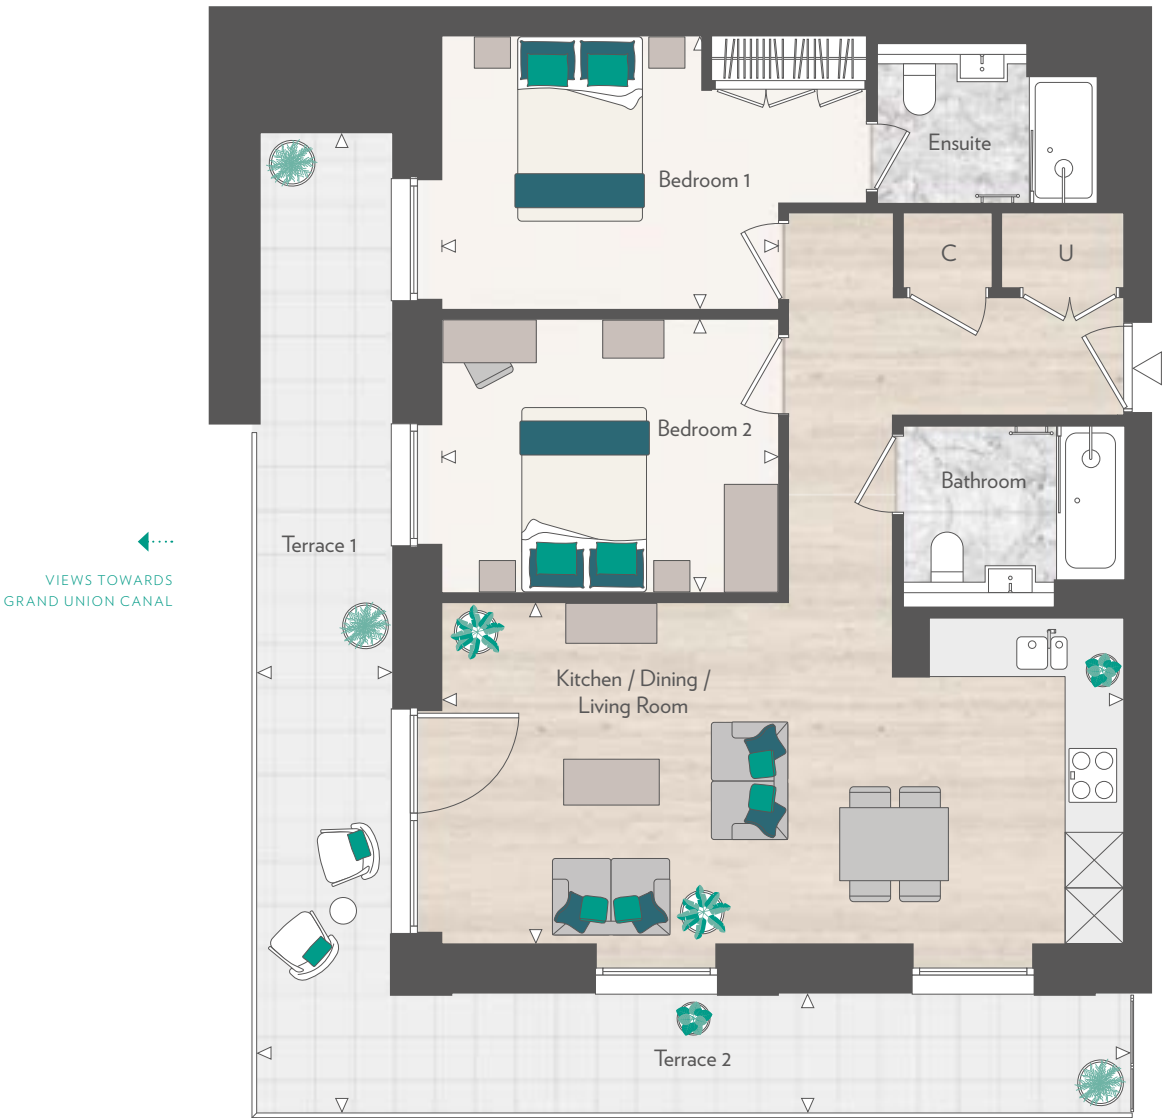 Ensuite
Bedroom 1
C
U
Bedroom 2
Bathroom
Terrace 1
VIEWS TOWARDS
GRAND UNION CANAL
Kitchen / Dining /
Living Room
Terrace 2